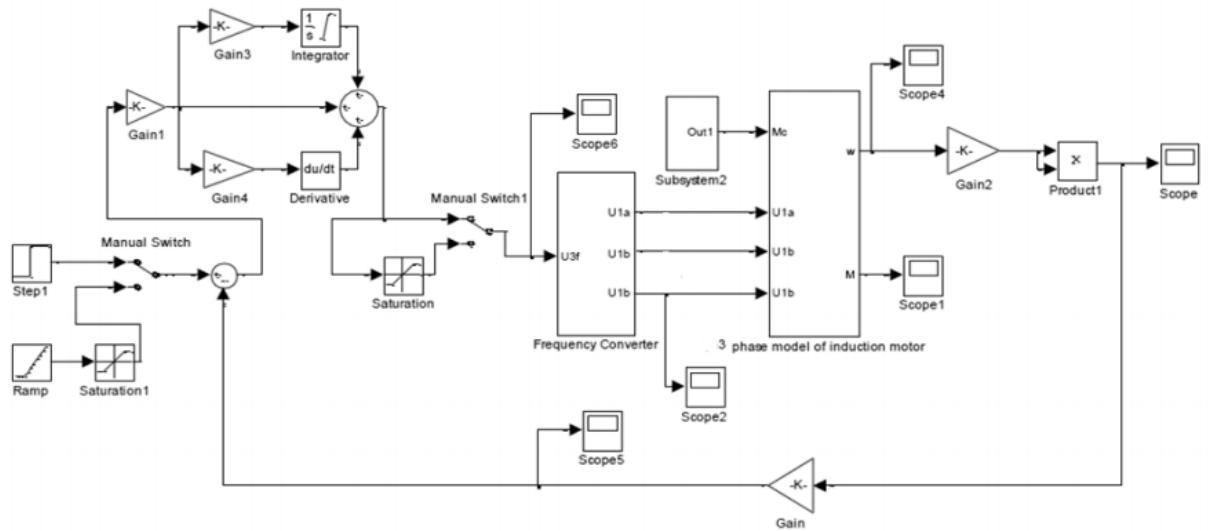 -K-
Gain3
1
s
Integrator
-K-
Gain1
-K-
Gain4
du/dt
Derivative
Scope6
Out1
Subsystem2
Mc
w
U1a
U1b
U1b
M
3 phase model of induction motor
Scope4
-K-
Gain2
Product1
Scope
Scope1
Manual Switch1
Manual Switch
Step1
Ramp
Saturation1
Saturation
U3f
U1a
U1b
U1b
Frequency Converter
Scope2
Scope5
-K-
Gain